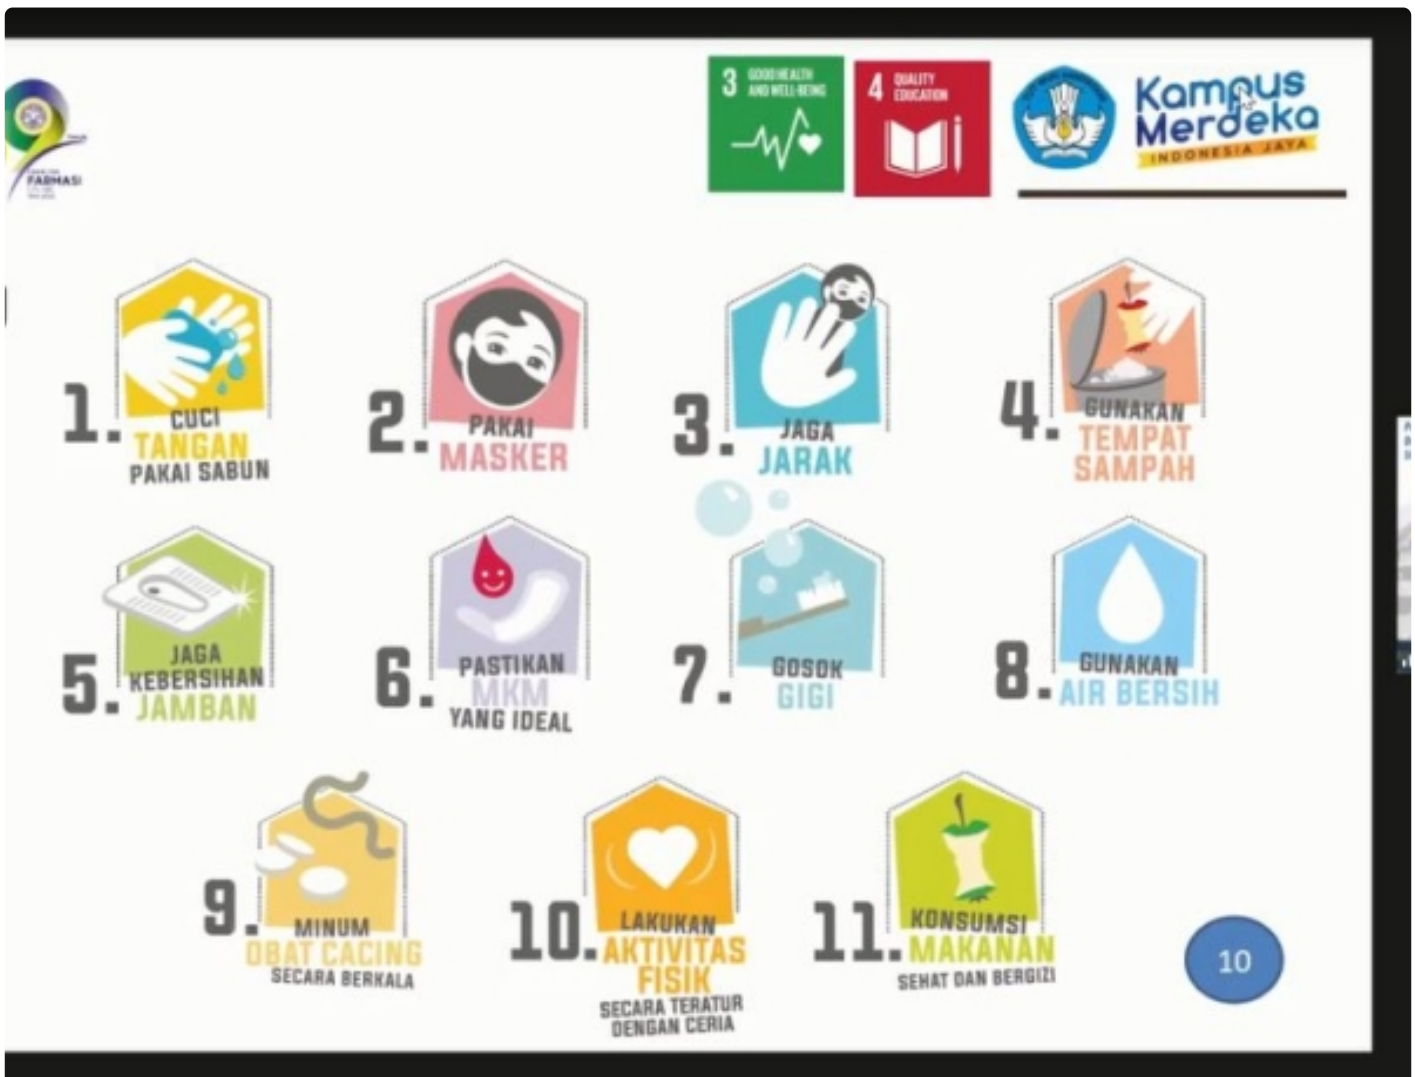 3 GOOD HEALTH
AND WELL-BEING
4 QUALITY
EDUCATION
Kampus
Merdeka
INDONESIA JAYA
FARMASI
1. CUCI
TANGAN
PAKAI SABUN
2. PAKAI
MASKER
3. JAGA
JARAK
4. GUNAKAN
TEMPAT
SAMPAH
5. JAGA
KEBERSIHAN
JAMBAN
6. PASTIKAN
MKM
YANG IDEAL
7. GOSOK
GIGI
8. GUNAKAN
AIR BERSIH
9. MINUM
OBAT CACING
SECARA BERKALA
10. LAKUKAN
AKTIVITAS
FISIK
SECARA TERATUR
DENGAN CERIA
11. KONSUMSI
MAKANAN
SEHAT DAN BERGIZI
10